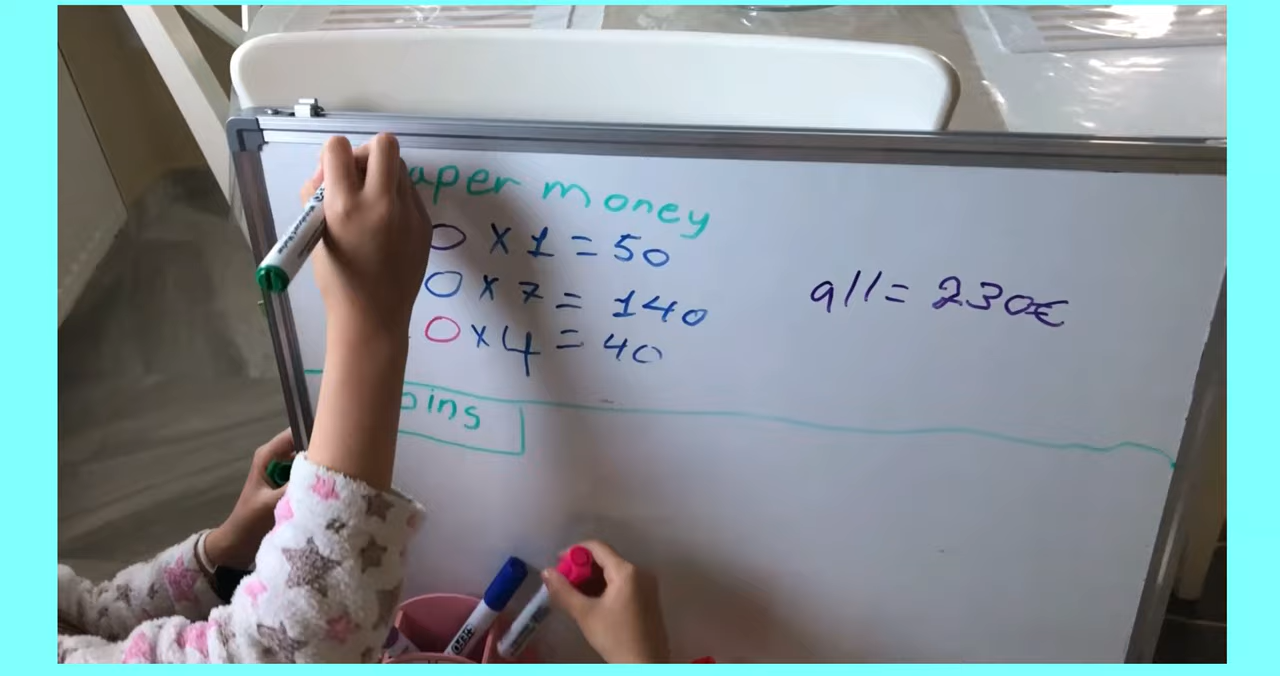 aper money
0 x 1 = 50
0 x 7 = 140
0 x 4 = 40
all = 230€
oins